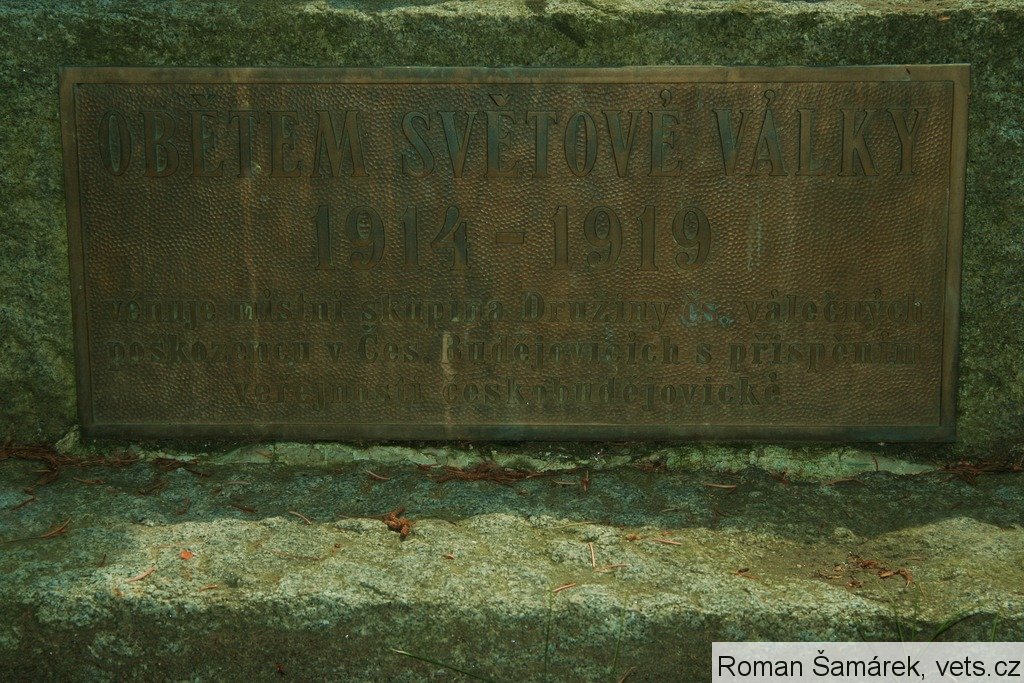 OBĚTEM SVĚTOVÉ VÁLKY
1914 - 1919
věnuje místní skupina Družiny čs. válečných
poškozenců v Čes. Budějovicích s přispěním
veřejnosti českobudějovické
Roman Šamárek, vets.cz